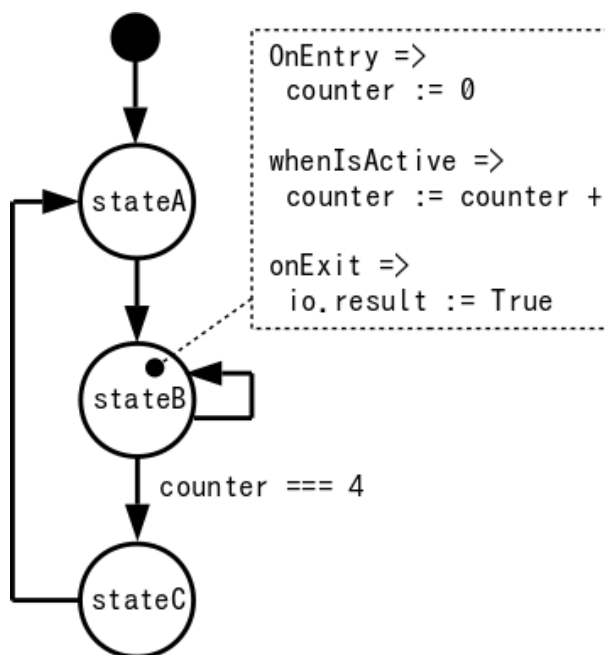 OnEntry =>
counter := 0
whenIsActive =>
counter := counter +
onExit =>
io.result := True
stateA
stateB
counter === 4
stateC